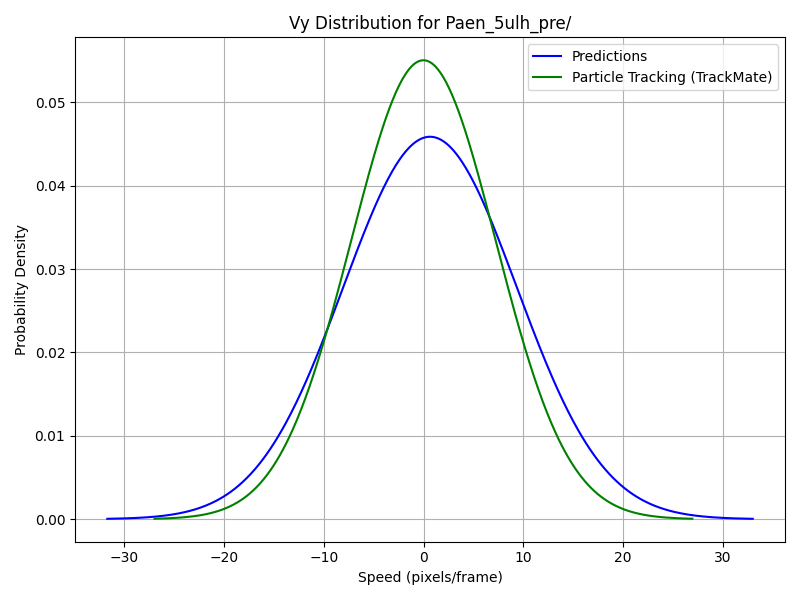 Vy Distribution for Paen_5ulh_pre/
Predictions
Particle Tracking (TrackMate)
Probability Density
0.05
0.04
0.03
0.02
0.01
0.00
−30 −20 −10 0 10 20 30
Speed (pixels/frame)